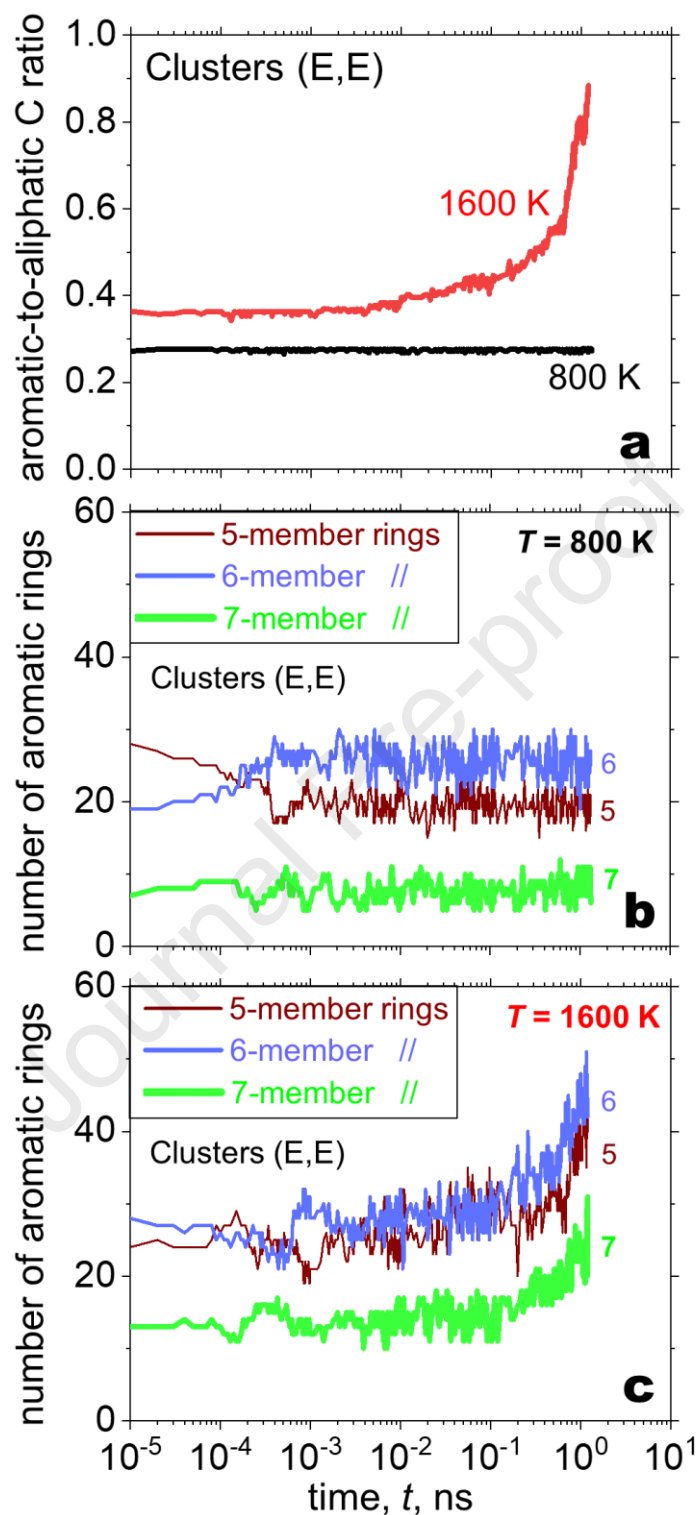 aromatic-to-aliphatic C ratio
1.0
0.8
0.6
0.4
0.2
0.0
Clusters (E,E)
1600 K
800 K
a
number of aromatic rings
60
40
20
0
5-member rings
6-member //
7-member //
T = 800 K
Clusters (E,E)
6
5
7
b
number of aromatic rings
60
40
20
0
5-member rings
6-member //
7-member //
T = 1600 K
Clusters (E,E)
6
5
7
c
10⁻⁵ 10⁻⁴ 10⁻³ 10⁻² 10⁻¹ 10⁰ 10¹
time, t, ns
Journal Pre-proof